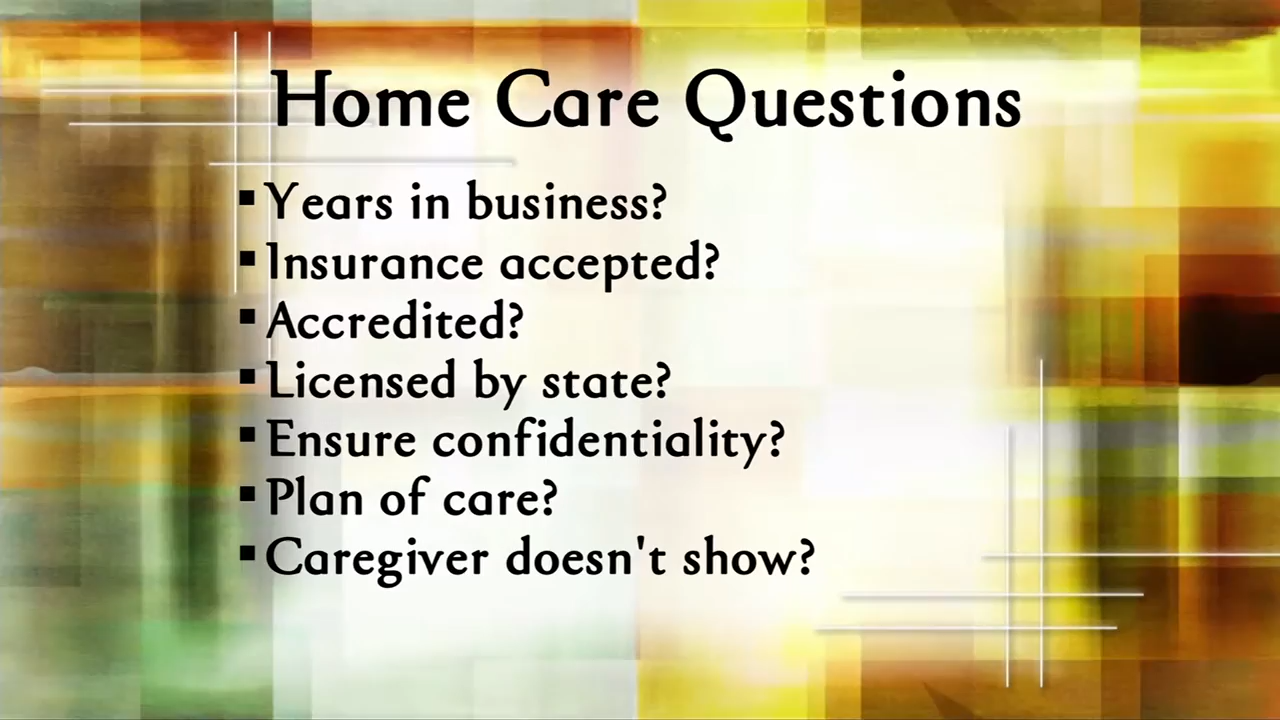 Home Care Questions
▪Years in business?
▪Insurance accepted?
▪Accredited?
▪Licensed by state?
▪Ensure confidentiality?
▪Plan of care?
▪Caregiver doesn't show?